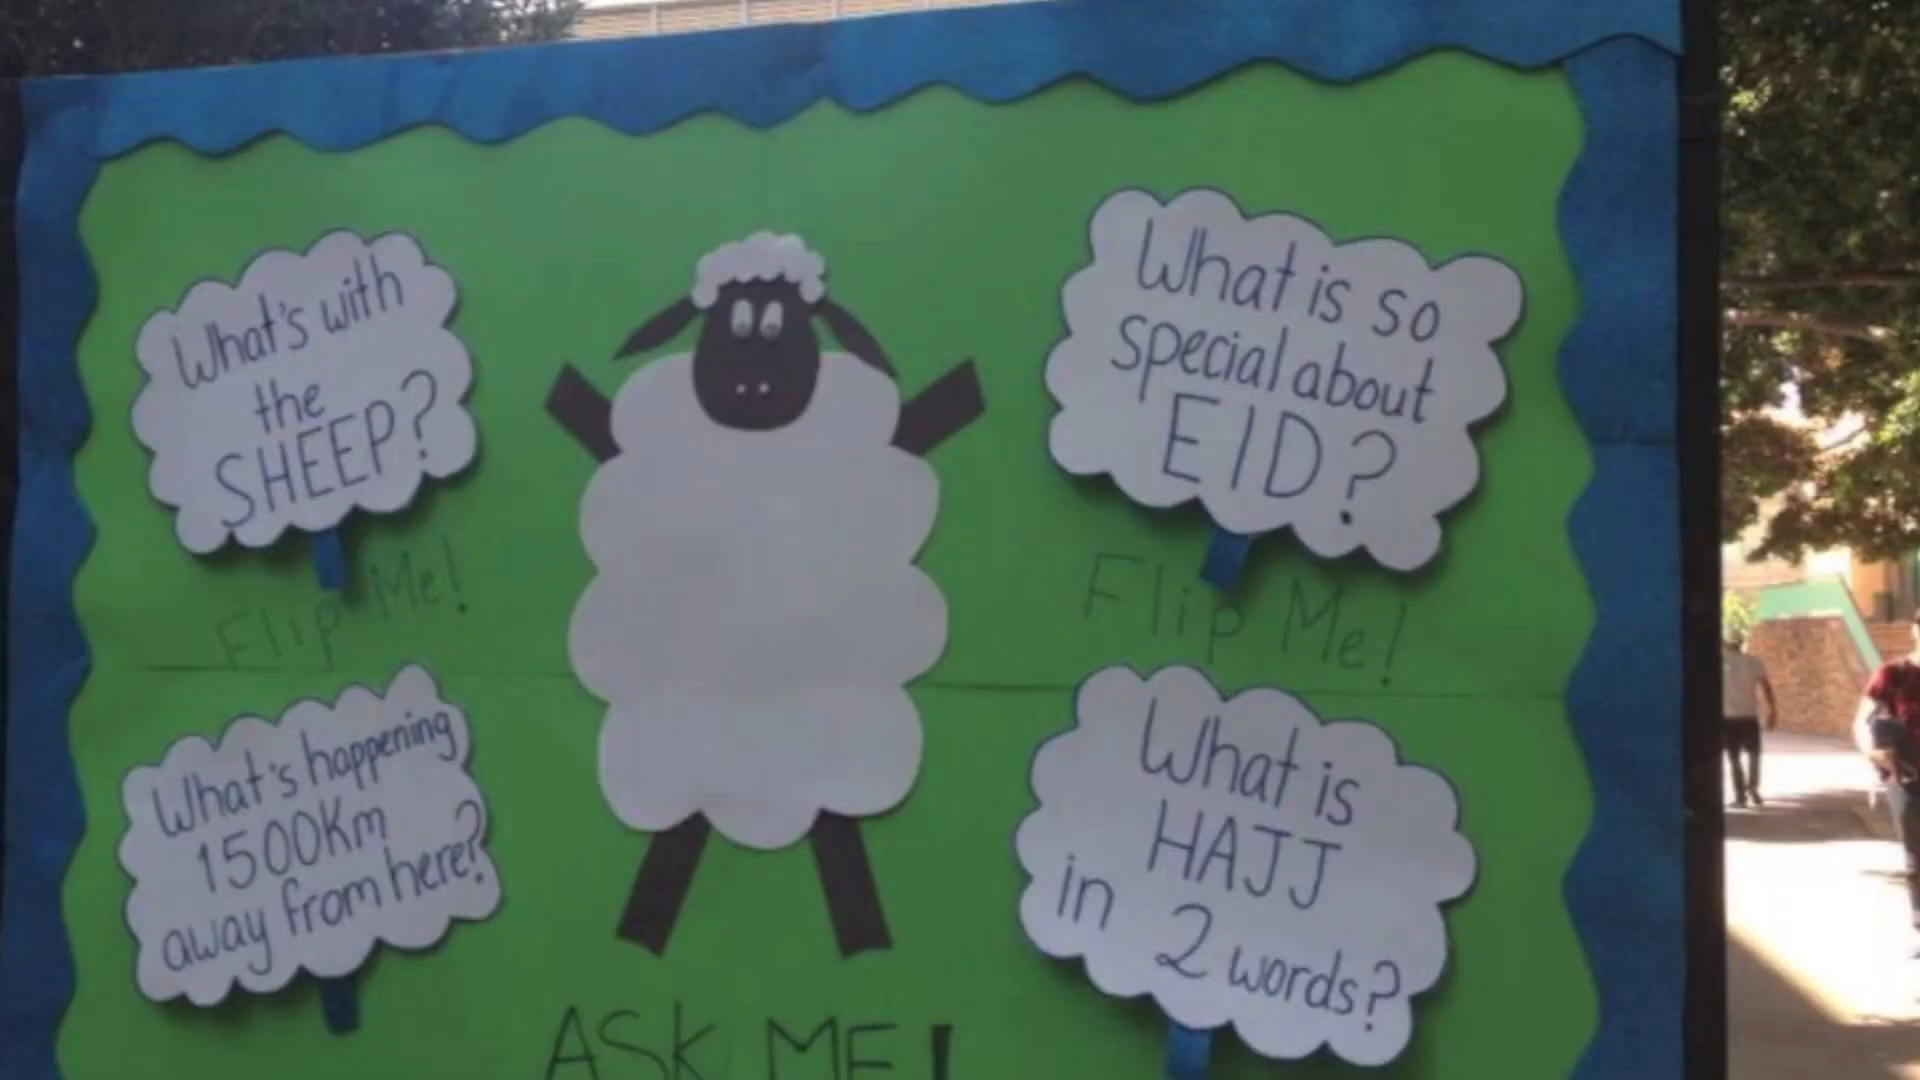 What's with
the
SHEEP?
Flip Me!
What is so
special about
EID?
Flip Me!
What's happening
1500Km
away from here?
What is
HAJJ
in 2 words?
ASK ME!